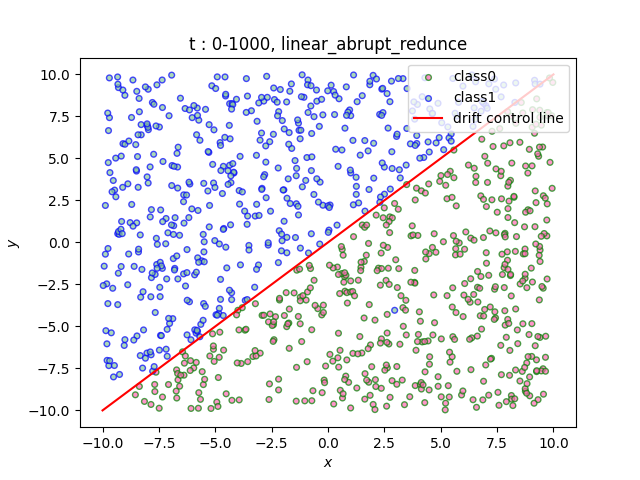 t : 0-1000, linear_abrupt_redunce
class0
class1
drift control line
10.0
7.5
5.0
2.5
0.0
−2.5
−5.0
−7.5
−10.0
y
−10.0 −7.5 −5.0 −2.5 0.0 2.5 5.0 7.5 10.0
x